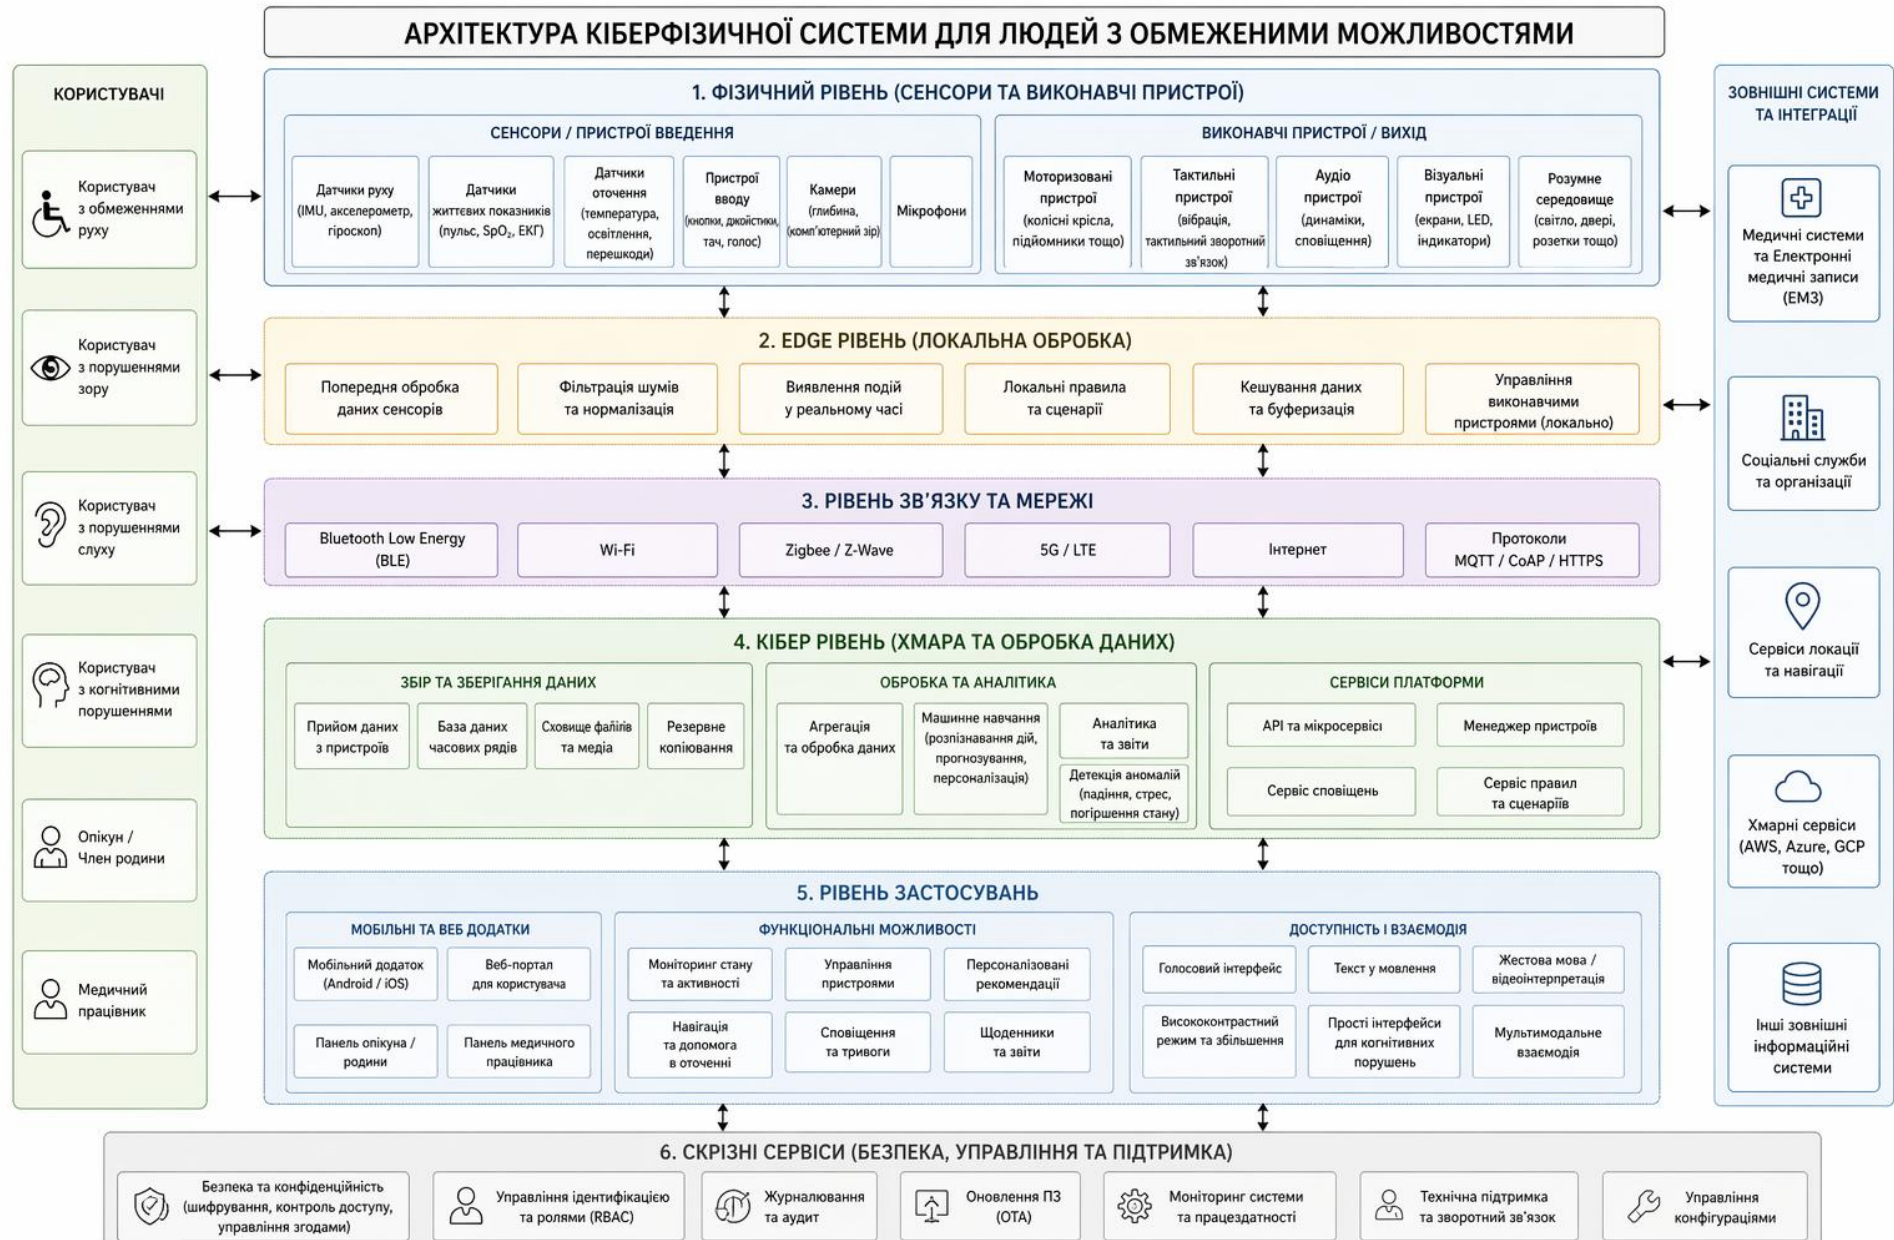 АРХІТЕКТУРА КІБЕРФІЗИЧНОЇ СИСТЕМИ ДЛЯ ЛЮДЕЙ З ОБМЕЖЕНИМИ МОЖЛИВОСТЯМИ
КОРИСТУВАЧІ
Користувач
з обмеженнями
руху
Користувач
з порушеннями
зору
Користувач
з порушеннями
слуху
Користувач
з когнітивними
порушеннями
Опікун /
Член родини
Медичний
працівник
1. ФІЗИЧНИЙ РІВЕНЬ (СЕНСОРИ ТА ВИКОНАВЧІ ПРИСТРОЇ)
СЕНСОРИ / ПРИСТРОЇ ВВЕДЕННЯ
Датчики руху
(IMU, акселерометр,
гіроскоп)
Датчики
життєвих показників
(пульс, SpO₂, ЕКГ)
Датчики
оточення
(температура,
освітлення,
перешкоди)
Пристрої
вводу
(кнопки, джойстики,
тач, голос)
Камери
(глибина,
комп'ютерний зір)
Мікрофони
ВИКОНАВЧІ ПРИСТРОЇ / ВИХІД
Моторизовані
пристрої
(колісні крісла,
підйомники тощо)
Тактильні
пристрої
(вібрація,
тактильний зворотний
зв'язок)
Аудіо
пристрої
(динаміки,
сповіщення)
Візуальні
пристрої
(екрани, LED,
індикатори)
Розумне
середовище
(світло, двері,
розетки тощо)
2. EDGE РІВЕНЬ (ЛОКАЛЬНА ОБРОБКА)
Попередня обробка
даних сенсорів
Фільтрація шумів
та нормалізація
Виявлення подій
у реальному часі
Локальні правила
та сценарії
Кешування даних
та буферизація
Управління
виконавчими
пристроями (локально)
3. РІВЕНЬ ЗВ'ЯЗКУ ТА МЕРЕЖІ
Bluetooth Low Energy
(BLE)
Wi-Fi
Zigbee / Z-Wave
5G / LTE
Інтернет
Протоколи
MQTT / CoAP / HTTPS
4. КІБЕР РІВЕНЬ (ХМАРА ТА ОБРОБКА ДАНИХ)
ЗБІР ТА ЗБЕРІГАННЯ ДАНИХ
Прийом даних
з пристроїв
База даних
часових рядів
Сховище
та медіа
Резервне
копіювання
ОБРОБКА ТА АНАЛІТИКА
Агрегація
та обробка даних
Машинне навчання
(розпізнавання дій,
прогнозування,
персоналізація)
Аналітика
та звіти
Детекція аномалій
(падіння, стрес,
погіршення стану)
СЕРВІСИ ПЛАТФОРМИ
API та мікросервісі
Менеджер пристроїв
Сервіс сповіщень
Сервіс правил
та сценаріїв
5. РІВЕНЬ ЗАСТОСУВАНЬ
МОБІЛЬНІ ТА ВЕБ ДОДАТКИ
Мобільний додаток
(Android / iOS)
Веб-портал
для користувача
Панель опікуна /
родини
Панель медичного
працівника
ФУНКЦІОНАЛЬНІ МОЖЛИВОСТІ
Моніторинг стану
та активності
Управління
пристроями
Персоналізовані
рекомендації
Навігація
та допомога
в оточенні
Сповіщення
та тривоги
Щоденники
та звіти
ДОСТУПНІСТЬ І ВЗАЄМОДІЯ
Голосовий інтерфейс
Текст у мовлення
Жестова мова /
відеоінтерпретація
Висококонтрастний
режим та збільшення
Прості інтерфейси
для когнітивних
порушень
Мультимодальне
взаємодія
ЗОВНІШНІ СИСТЕМИ
ТА ІНТЕГРАЦІЇ
Медичні системи
та Електронні
медичні записи
(ЕМЗ)
Соціальні служби
та організації
Сервіси локації
та навігації
Хмарні сервіси
(AWS, Azure, GCP
тощо)
Інші зовнішні
інформаційні
системи
6. СКРІЗНІ СЕРВІСИ (БЕЗПЕКА, УПРАВЛІННЯ ТА ПІДТРИМКА)
Безпека та конфіденційність
(шифрування, контроль доступу,
управління згодами)
Управління ідентифікацією
та ролями (RBAC)
Журналювання
та аудит
Оновлення ПЗ
(OTA)
Моніторинг системи
та працездатності
Технічна підтримка
та зворотний зв'язок
Управління
конфігураціями